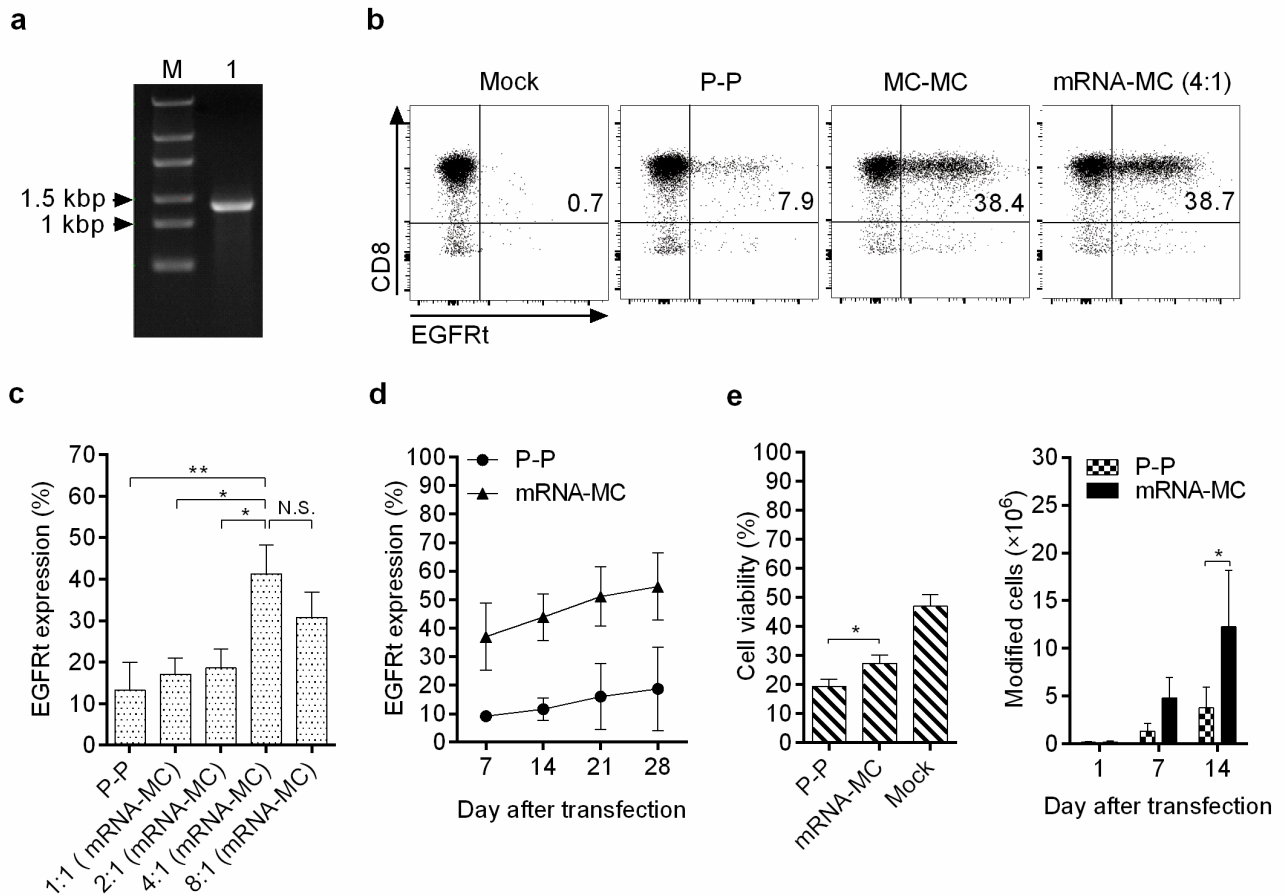 a
M 1
1.5 kbp
1 kbp
b
Mock P-P MC-MC mRNA-MC (4:1)
0.7 7.9 38.4 38.7
CD8
EGFRt
c
EGFRt expression (%)
70
60
50
40
30
20
10
0
**
*
*
N.S.
P-P
1:1 ( mRNA-MC)
2:1 (mRNA-MC)
4:1 (mRNA-MC)
8:1 (mRNA-MC)
d
EGFRt expression (%)
100
90
80
70
60
50
40
30
20
10
0
P-P
mRNA-MC
7 14 21 28
Day after transfection
e
Cell viability (%)
100
90
80
70
60
50
40
30
20
10
0
*
P-P
mRNA-MC
Mock
Modified cells (×10⁶)
30
25
20
15
10
5
0
P-P
mRNA-MC
*
1 7 14
Day after transfection